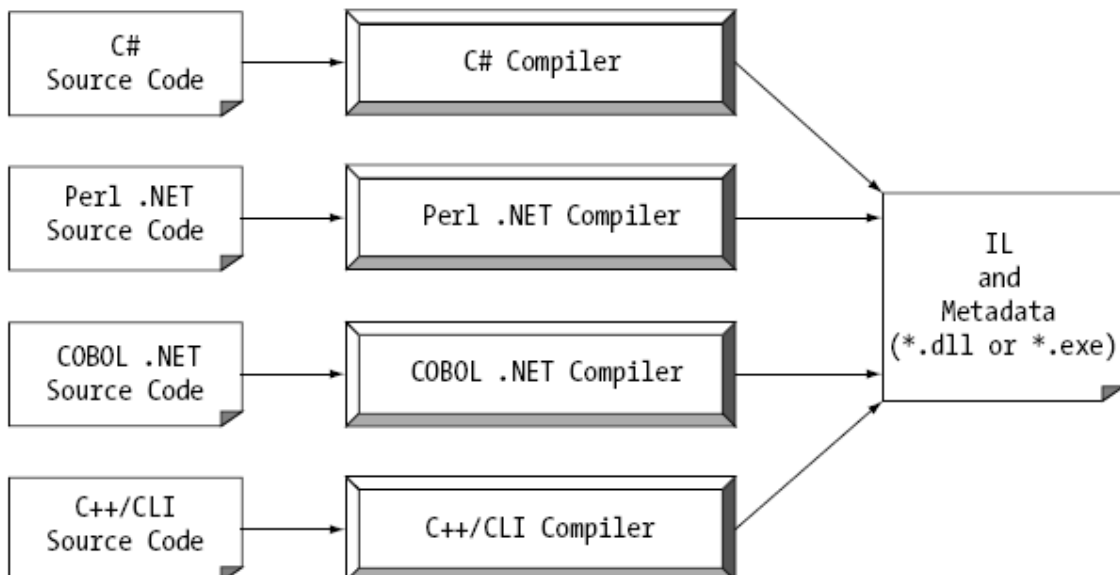 C#
Source Code
C# Compiler
Perl .NET
Source Code
Perl .NET Compiler
COBOL .NET
Source Code
COBOL .NET Compiler
C++/CLI
Source Code
C++/CLI Compiler
IL
and
Metadata
(*.dll or *.exe)